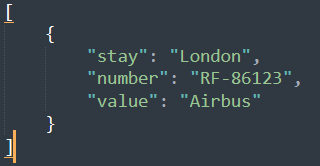 [
    {
        "stay": "London",
        "number": "RF-86123",
        "value": "Airbus"
    }
]